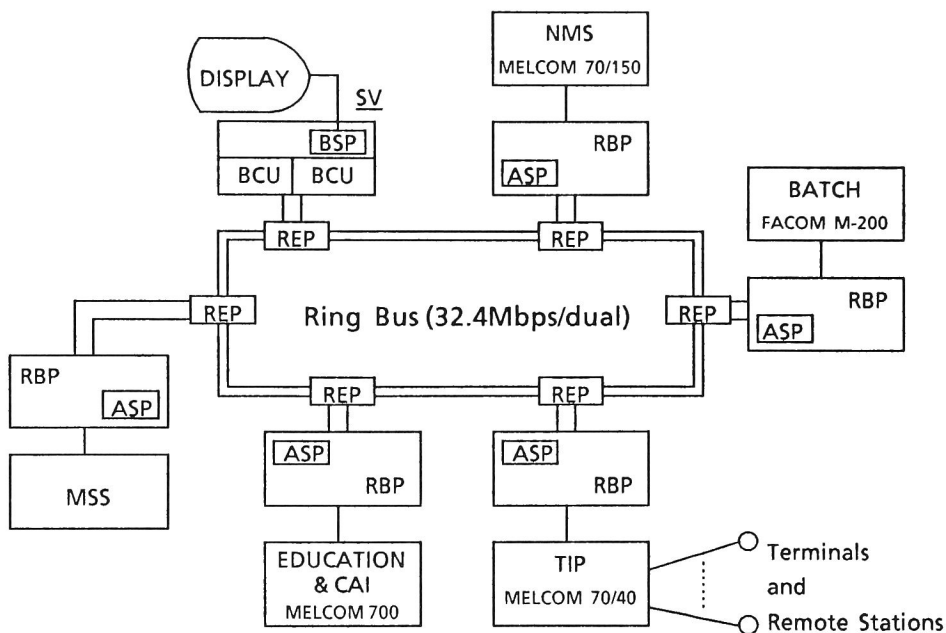 NMS
MELCOM 70/150
DISPLAY
SV
BSP
BCU
BCU
RBP
ASP
BATCH
FACOM M-200
REP
REP
RBP
ASP
REP
Ring Bus (32.4Mbps/dual)
REP
RBP
ASP
REP
REP
MSS
ASP
RBP
ASP
RBP
EDUCATION
& CAI
MELCOM 700
TIP
MELCOM 70/40
Terminals
and
Remote Stations